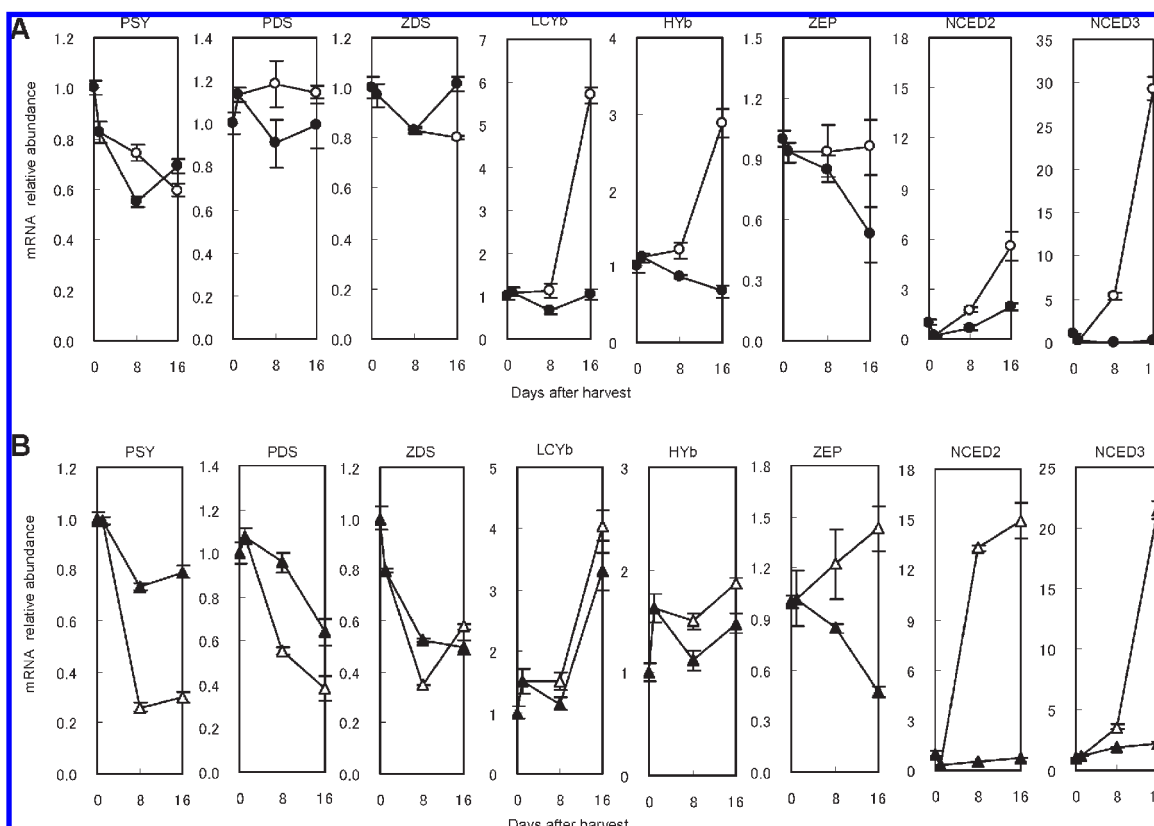 A
PSY PDS ZDS LCYb HYb ZEP NCED2 NCED3
mRNA relative abundance
1.2 1.0 0.8 0.6 0.4 0.2 0.0
1.4 1.2 1.0 0.8 0.6 0.4 0.2 0.0
1.2 1.0 0.8 0.6 0.4 0.2 0.0
7 6 5 4 3 2 1 0
4 3 2 1 0
1.5 1.2 0.9 0.6 0.3 0.0
18 15 12 9 6 3 0
35 30 25 20 15 10 5 0
0 8 16 0 8 16 0 8 16 0 8 16 0 8 16 0 8 16 0 8 16 0 8
Days after harvest
B
PSY PDS ZDS LCYb HYb ZEP NCED2 NCED3
mRNA relative abundance
1.2 1.0 0.8 0.6 0.4 0.2 0.0
1.4 1.2 1.0 0.8 0.6 0.4 0.2 0.0
1.2 1.0 0.8 0.6 0.4 0.2 0.0
5 4 3 2 1 0
3 2 1 0
1.8 1.5 1.2 0.9 0.6 0.3 0.0
18 15 12 9 6 3 0
25 20 15 10 5 0
0 8 16 0 8 16 0 8 16 0 8 16 0 8 16 0 8 16 0 8 16 0 8
Days after harvest